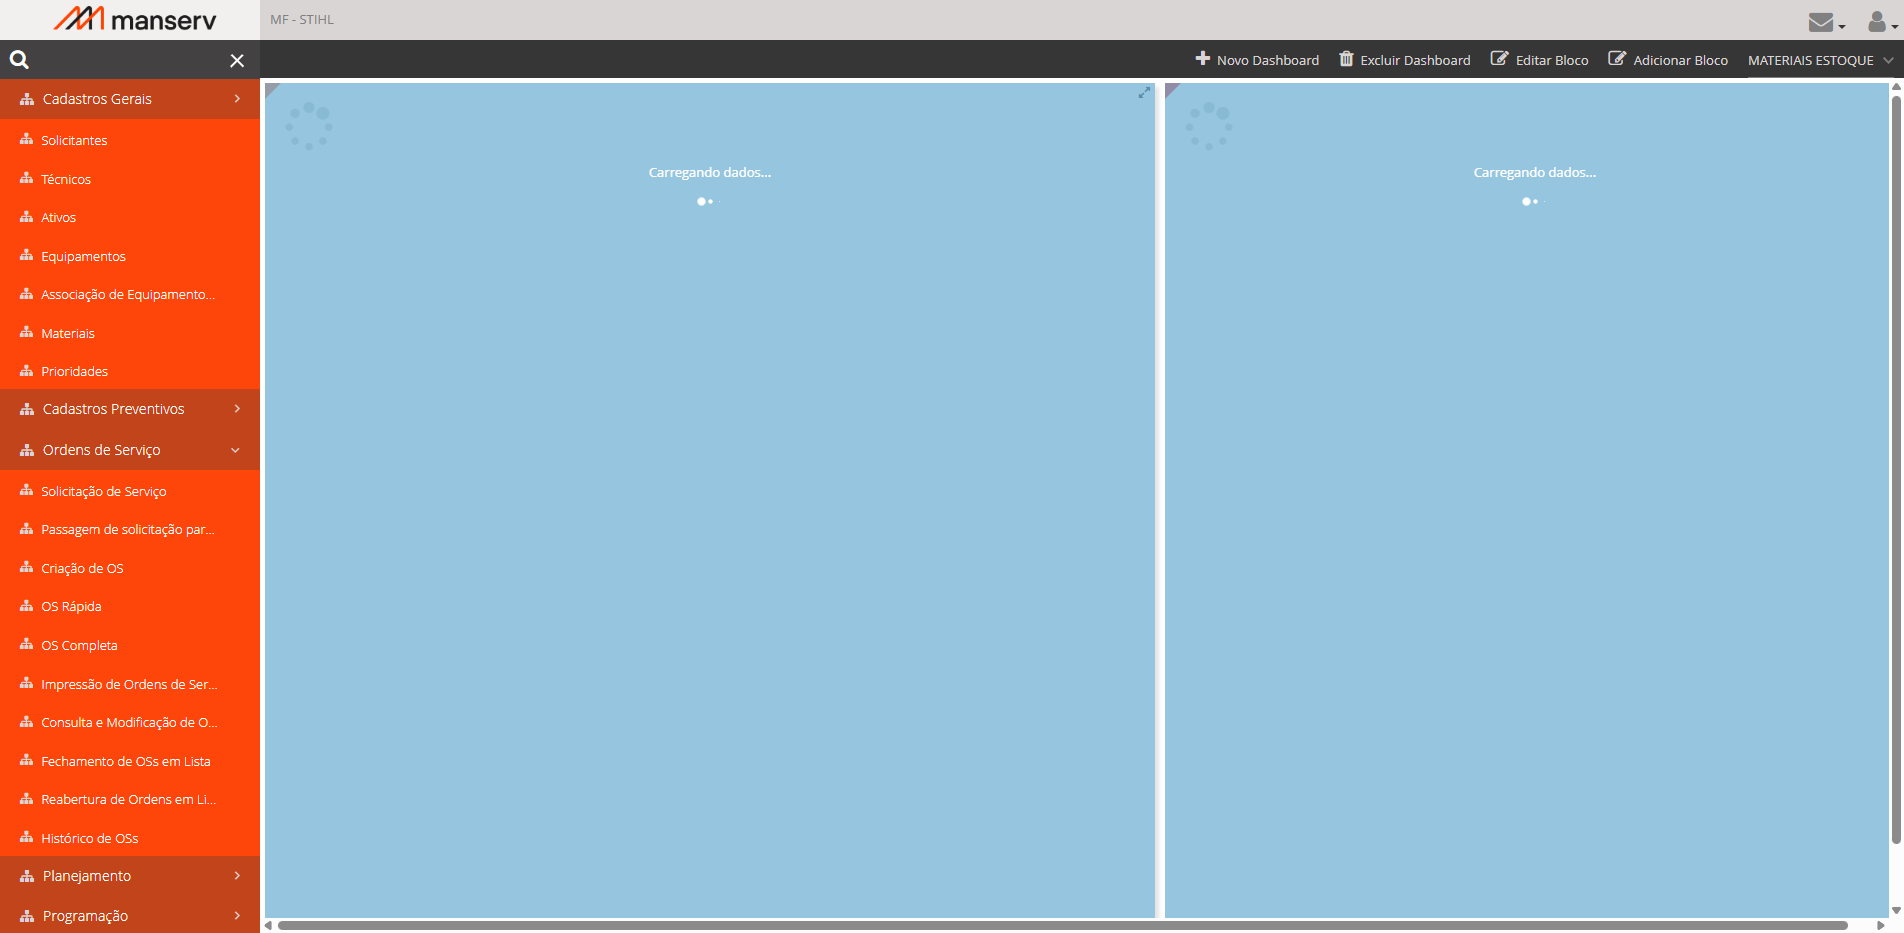 manserv
MF - STIHL
Novo Dashboard
Excluir Dashboard
Editar Bloco
Adicionar Bloco
MATERIAIS ESTOQUE
Cadastros Gerais
Solicitantes
Técnicos
Ativos
Equipamentos
Associação de Equipamento...
Materiais
Prioridades
Cadastros Preventivos
Ordens de Serviço
Solicitação de Serviço
Passagem de solicitação par...
Criação de OS
OS Rápida
OS Completa
Impressão de Ordens de Ser...
Consulta e Modificação de O...
Fechamento de OSs em Lista
Reabertura de Ordens em Li...
Histórico de OSs
Planejamento
Programação
Carregando dados...
Carregando dados...